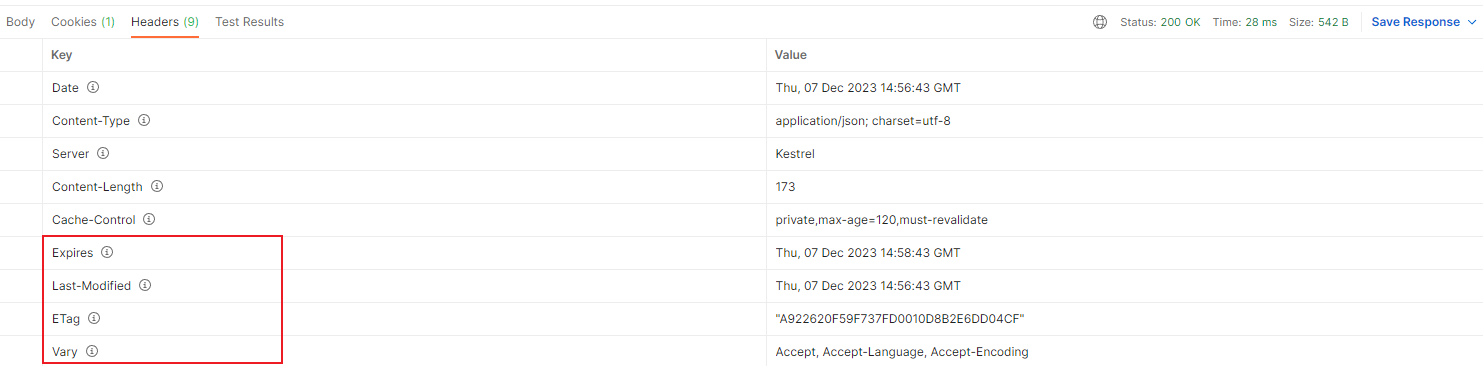 Body Cookies (1) Headers (9) Test Results Status: 200 OK Time: 28 ms Size: 542 B Save Response
Key Value
Date Thu, 07 Dec 2023 14:56:43 GMT
Content-Type application/json; charset=utf-8
Server Kestrel
Content-Length 173
Cache-Control private,max-age=120,must-revalidate
Expires Thu, 07 Dec 2023 14:58:43 GMT
Last-Modified Thu, 07 Dec 2023 14:56:43 GMT
ETag "A922620F59F737FD0010D8B2E6DD04CF"
Vary Accept, Accept-Language, Accept-Encoding